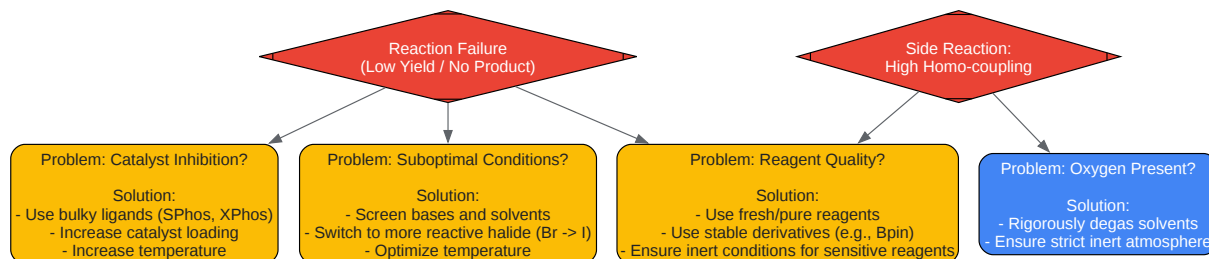 Reaction Failure
(Low Yield / No Product)
Side Reaction:
High Homo-coupling
Problem: Catalyst Inhibition?
Solution:
- Use bulky ligands (SPhos, XPhos)
- Increase catalyst loading
- Increase temperature
Problem: Suboptimal Conditions?
Solution:
- Screen bases and solvents
- Switch to more reactive halide (Br -> I)
- Optimize temperature
Problem: Reagent Quality?
Solution:
- Use fresh/pure reagents
- Use stable derivatives (e.g., Bpin)
- Ensure inert conditions for sensitive reagents
Problem: Oxygen Present?
Solution:
- Rigorously degas solvents
- Ensure strict inert atmosphere